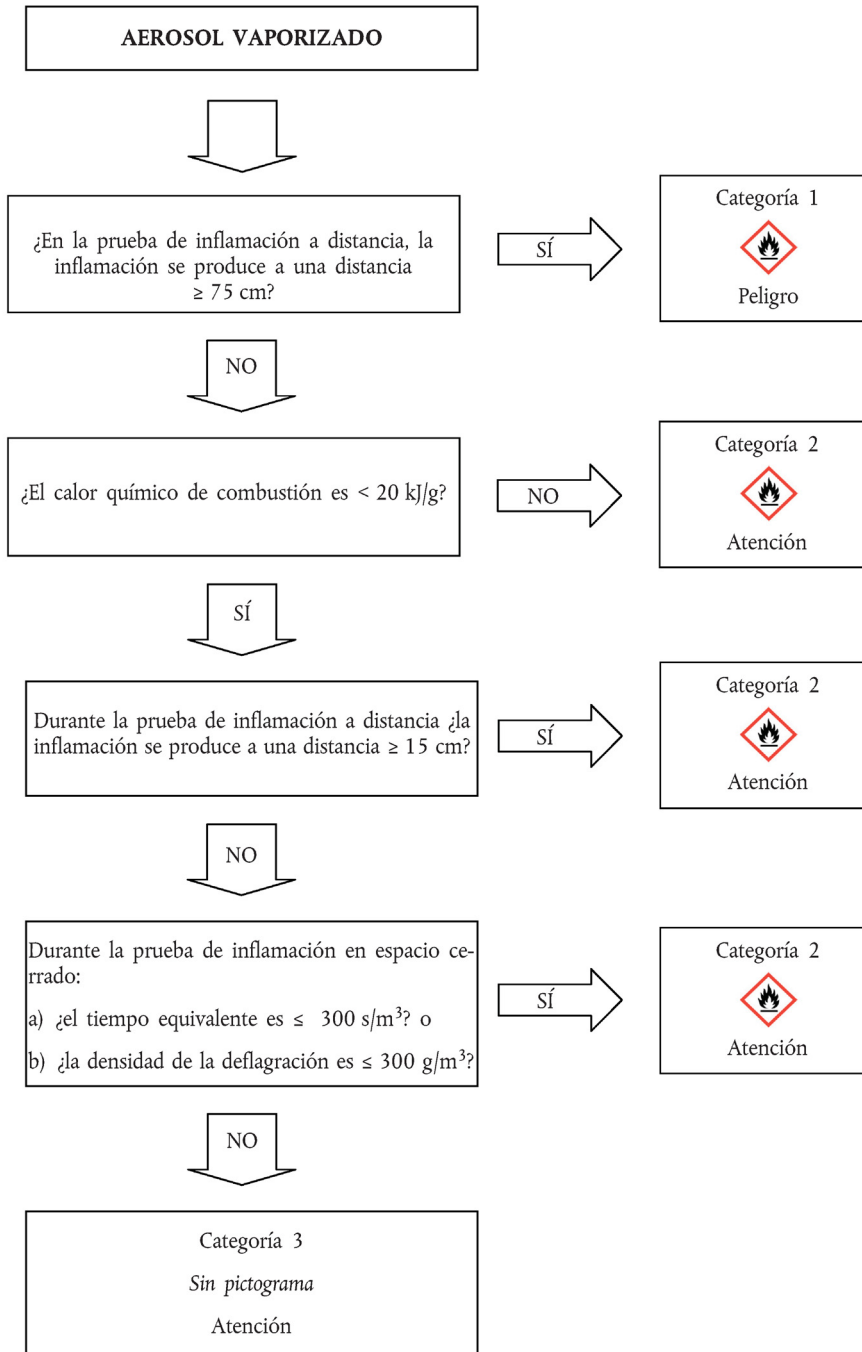 AEROSOL VAPORIZADO
¿En la prueba de inflamación a distancia, la
inflamación se produce a una distancia
≥ 75 cm?
SÍ
Categoría 1
Peligro
NO
¿El calor químico de combustión es < 20 kJ/g?
NO
Categoría 2
Atención
SÍ
Durante la prueba de inflamación a distancia ¿la
inflamación se produce a una distancia ≥ 15 cm?
SÍ
Categoría 2
Atención
NO
Durante la prueba de inflamación en espacio ce-
rrado:
a) ¿el tiempo equivalente es ≤ 300 s/m³? o
b) ¿la densidad de la deflagración es ≤ 300 g/m³?
SÍ
Categoría 2
Atención
NO
Categoría 3
Sin pictograma
Atención